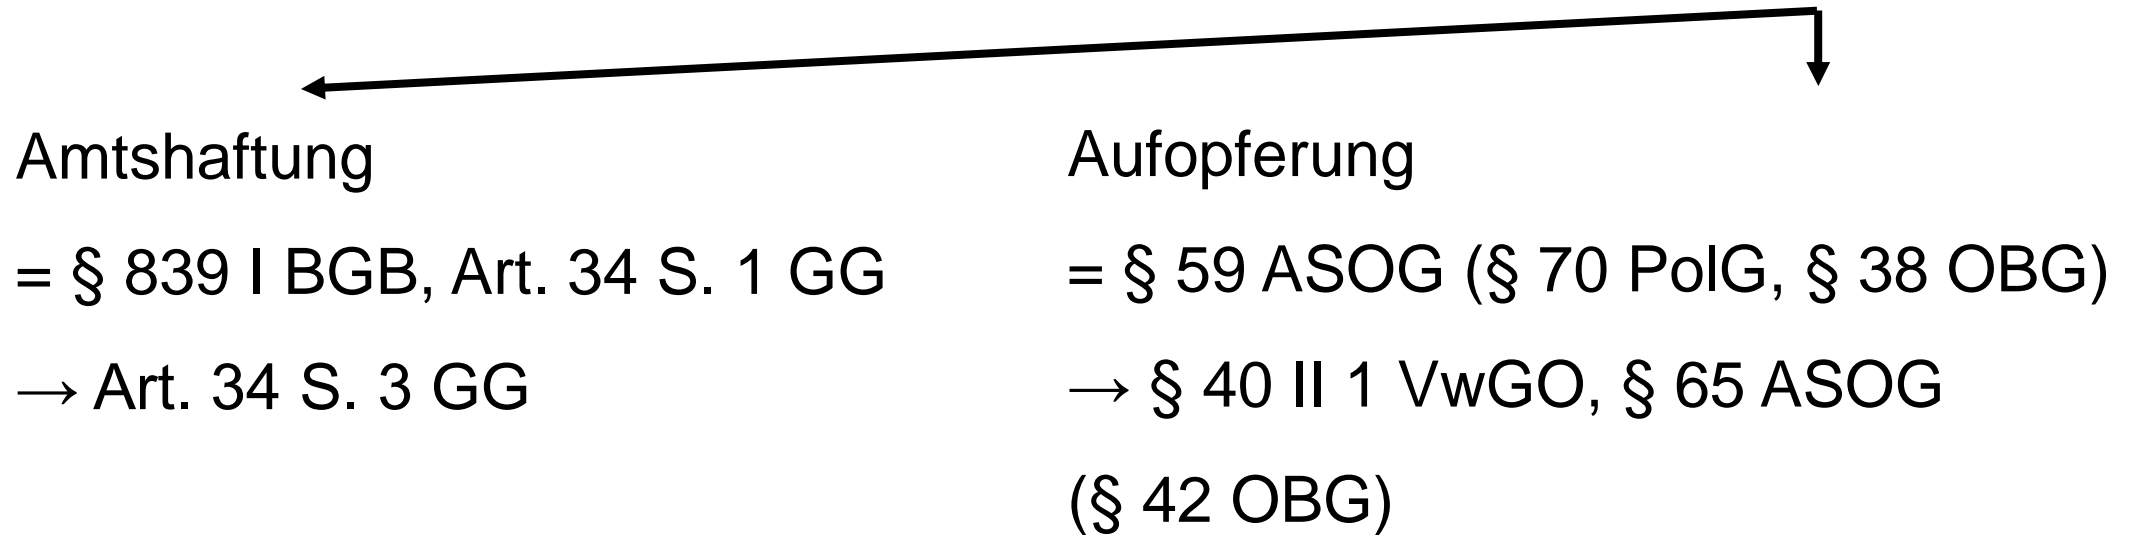 Amtshaftung
= § 839 I BGB, Art. 34 S. 1 GG
→ Art. 34 S. 3 GG
Aufopferung
= § 59 ASOG (§ 70 PolG, § 38 OBG)
→ § 40 II 1 VwGO, § 65 ASOG
(§ 42 OBG)